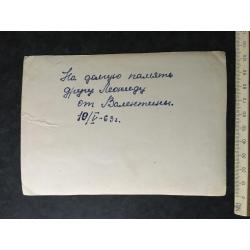 На долгую память
другу Леониду
от Валентины.
10/V-63г.